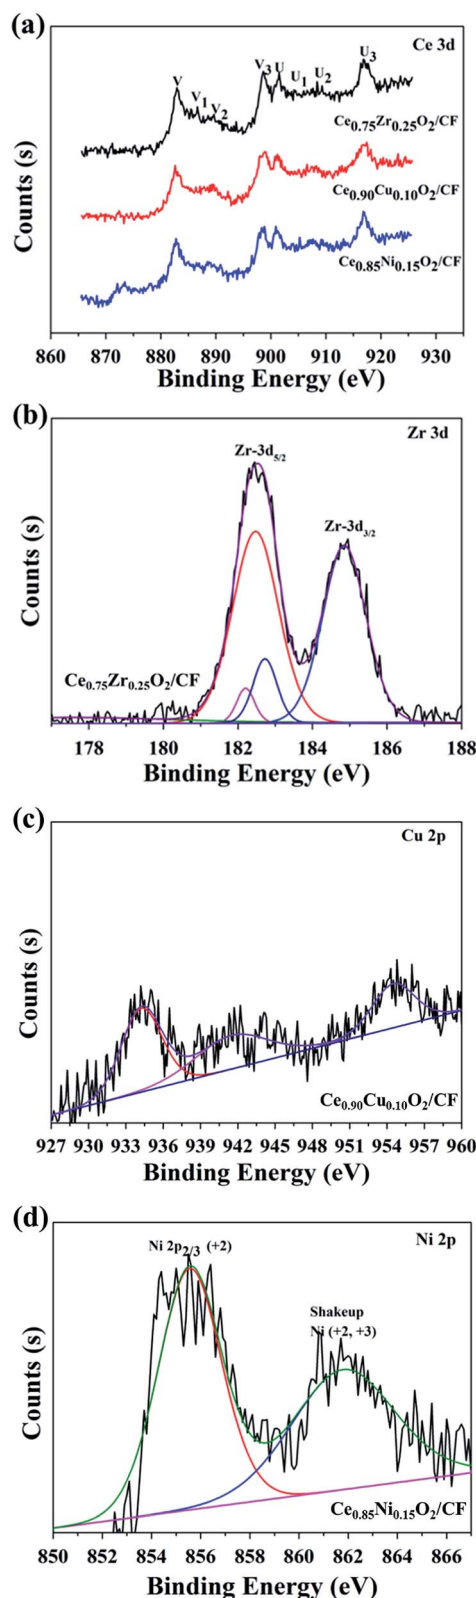 (a)
Ce 3d
V
V1
V2
V3
U
U1
U2
U3
Ce0.75Zr0.25O2/CF
Ce0.90Cu0.10O2/CF
Ce0.85Ni0.15O2/CF
Counts (s)
860 870 880 890 900 910 920 930
Binding Energy (eV)
(b)
Zr 3d
Zr-3d5/2
Zr-3d3/2
Ce0.75Zr0.25O2/CF
Counts (s)
178 180 182 184 186 188
Binding Energy (eV)
(c)
Cu 2p
Ce0.90Cu0.10O2/CF
Counts (s)
927 930 933 936 939 942 945 948 951 954 957 960
Binding Energy (eV)
(d)
Ni 2p
Ni 2p2/3 (+2)
Shakeup
Ni (+2, +3)
Ce0.85Ni0.15O2/CF
Counts (s)
850 852 854 856 858 860 862 864 866
Binding Energy (eV)